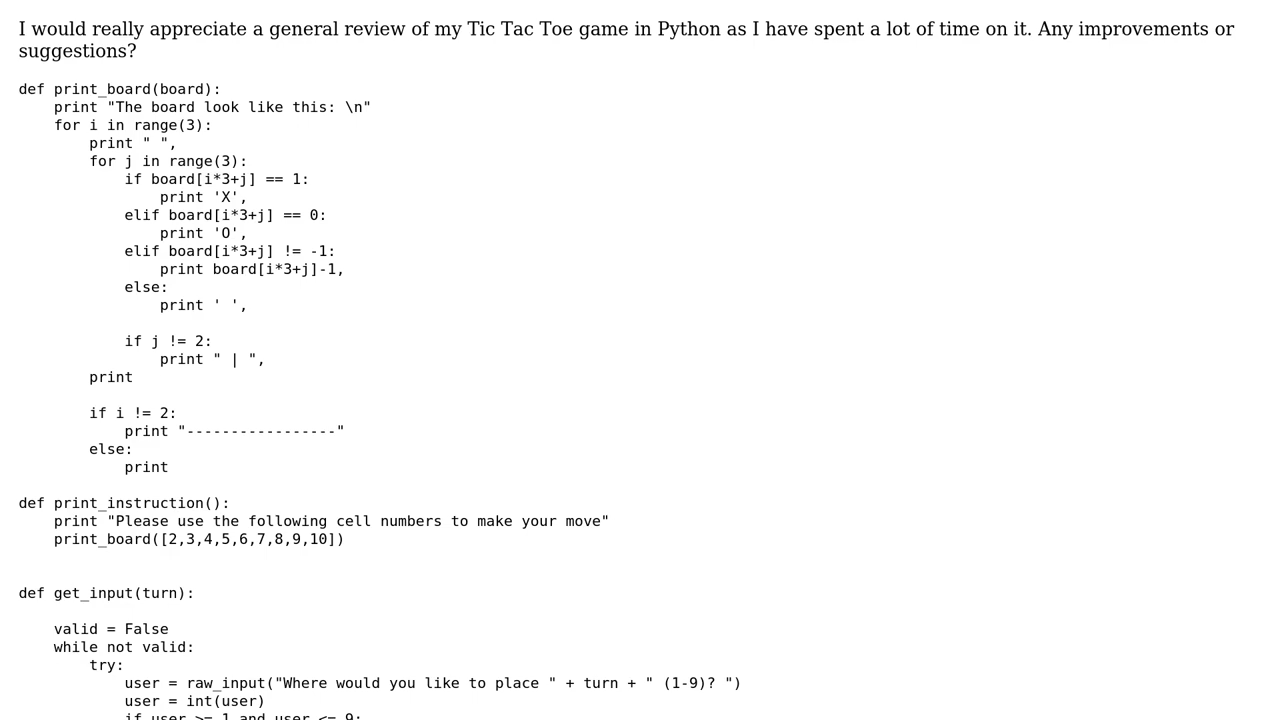 I would really appreciate a general review of my Tic Tac Toe game in Python as I have spent a lot of time on it. Any improvements or
suggestions?
def print_board(board):
    print "The board look like this: \n"
    for i in range(3):
        print " ",
        for j in range(3):
            if board[i*3+j] == 1:
                print 'X',
            elif board[i*3+j] == 0:
                print 'O',
            elif board[i*3+j] != -1:
                print board[i*3+j]-1,
            else:
                print ' ',

            if j != 2:
                print " | ",
        print

        if i != 2:
            print "-----------------"
        else:
            print

def print_instruction():
    print "Please use the following cell numbers to make your move"
    print_board([2,3,4,5,6,7,8,9,10])


def get_input(turn):

    valid = False
    while not valid:
        try:
            user = raw_input("Where would you like to place " + turn + " (1-9)? ")
            user = int(user)
            if user >= 1 and user <= 9: